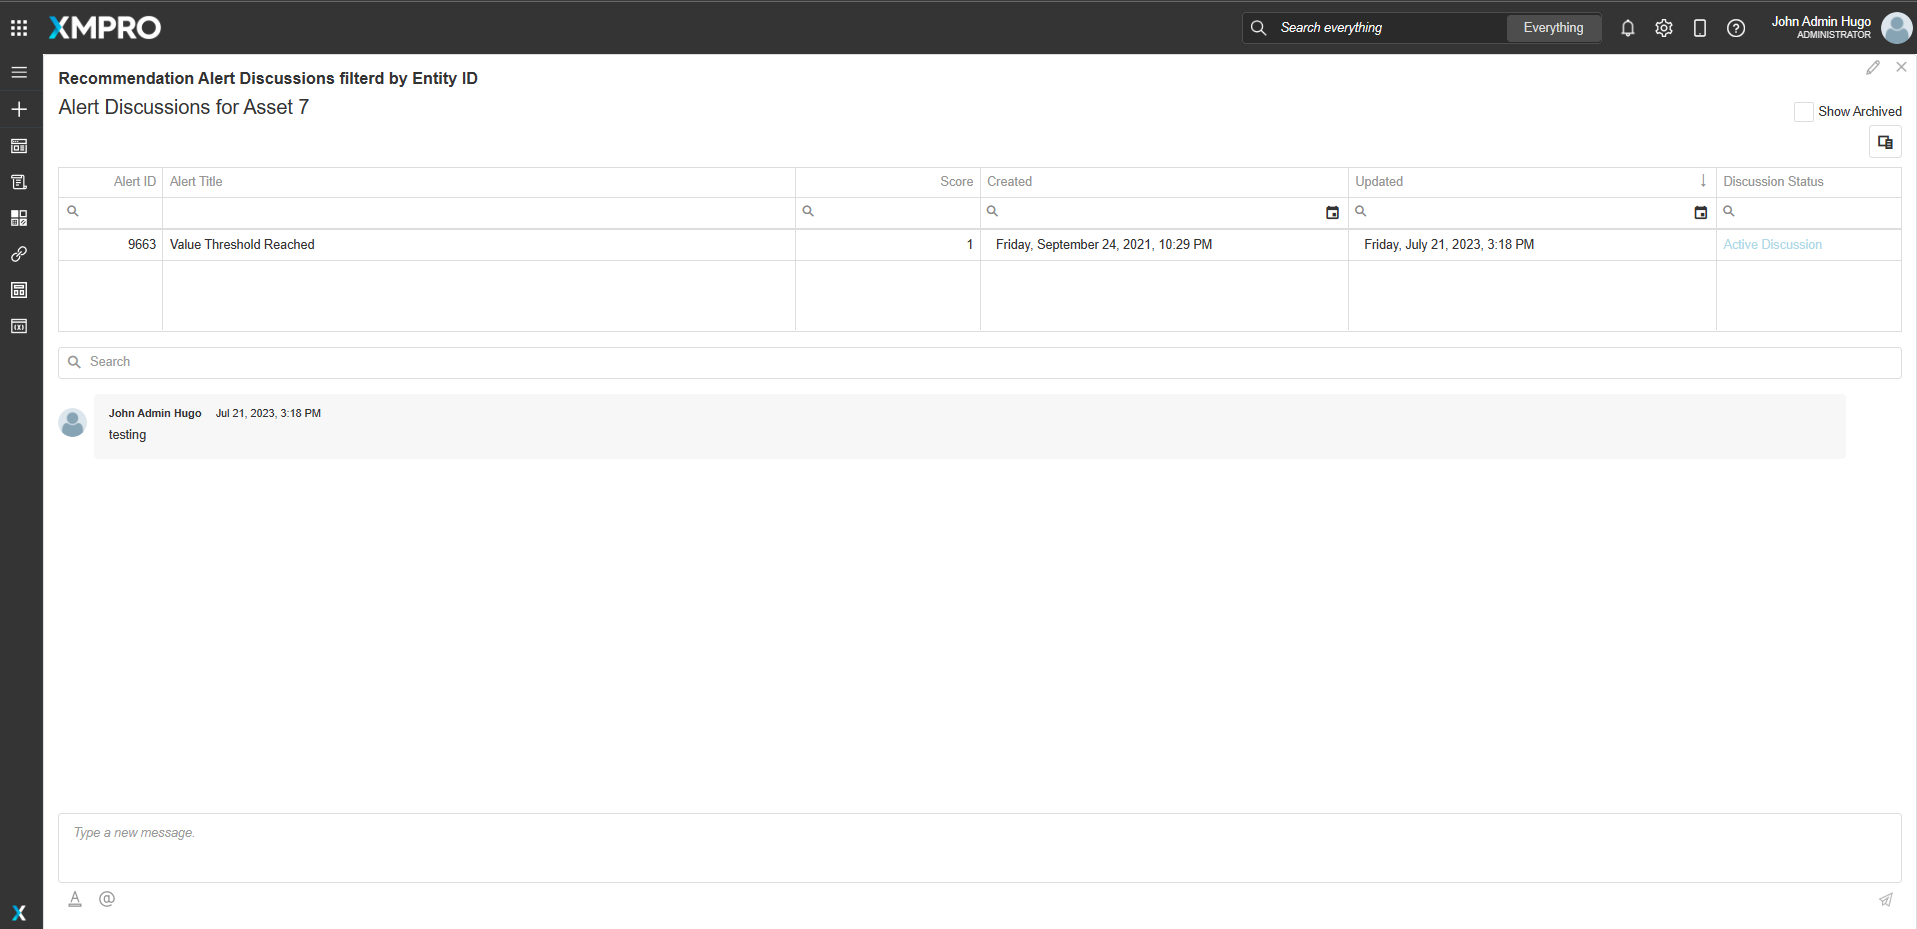 XMPRO
Search everything
Everything
John Admin Hugo
ADMINISTRATOR
Recommendation Alert Discussions filterd by Entity ID
Alert Discussions for Asset 7
Show Archived
Alert ID Alert Title Score Created Updated ↓ Discussion Status
9663 Value Threshold Reached 1 Friday, September 24, 2021, 10:29 PM Friday, July 21, 2023, 3:18 PM Active Discussion
Search
John Admin Hugo Jul 21, 2023, 3:18 PM
testing
Type a new message.
A @
X